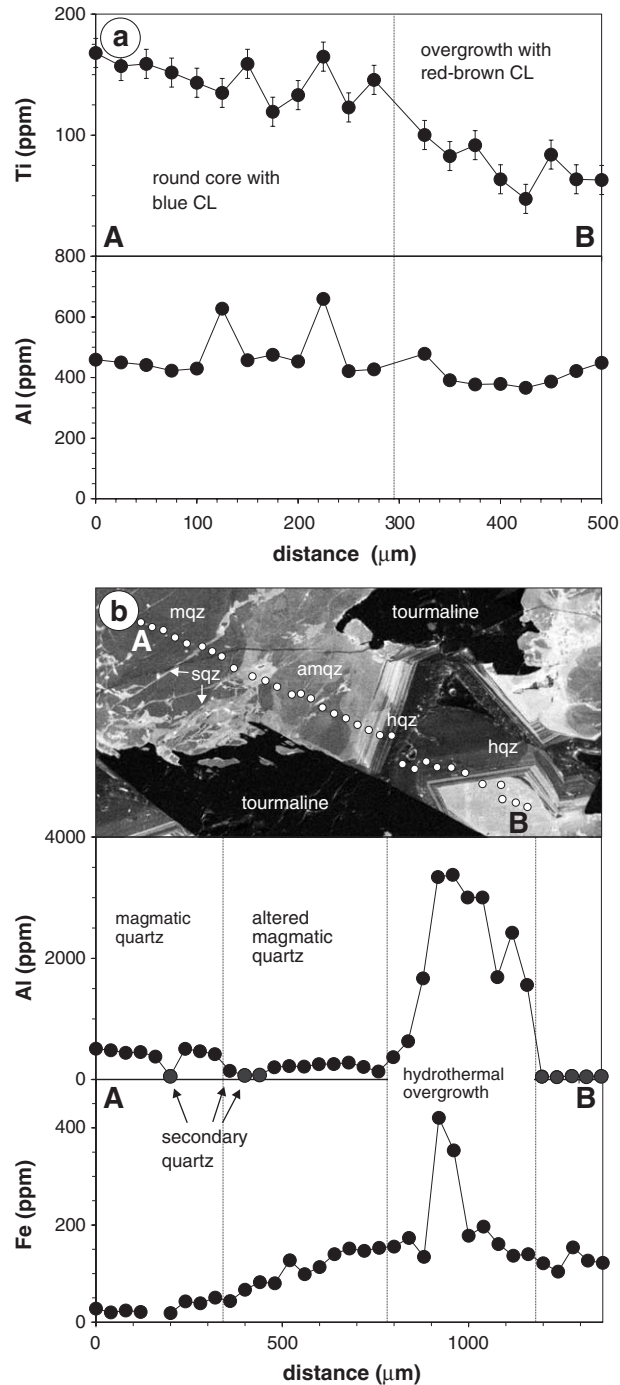 a
200
100
Ti (ppm)
overgrowth with
red-brown CL
round core with
blue CL
A
B
800
600
400
200
0
Al (ppm)
0
100
200
300
400
500
distance (µm)
b
mqz
A
tourmaline
sqz
amqz
hqz
hqz
tourmaline
B
4000
2000
0
Al (ppm)
magmatic
quartz
altered
magmatic
quartz
hydrothermal
overgrowth
A
B
secondary
quartz
400
200
0
Fe (ppm)
0
500
1000
distance (µm)